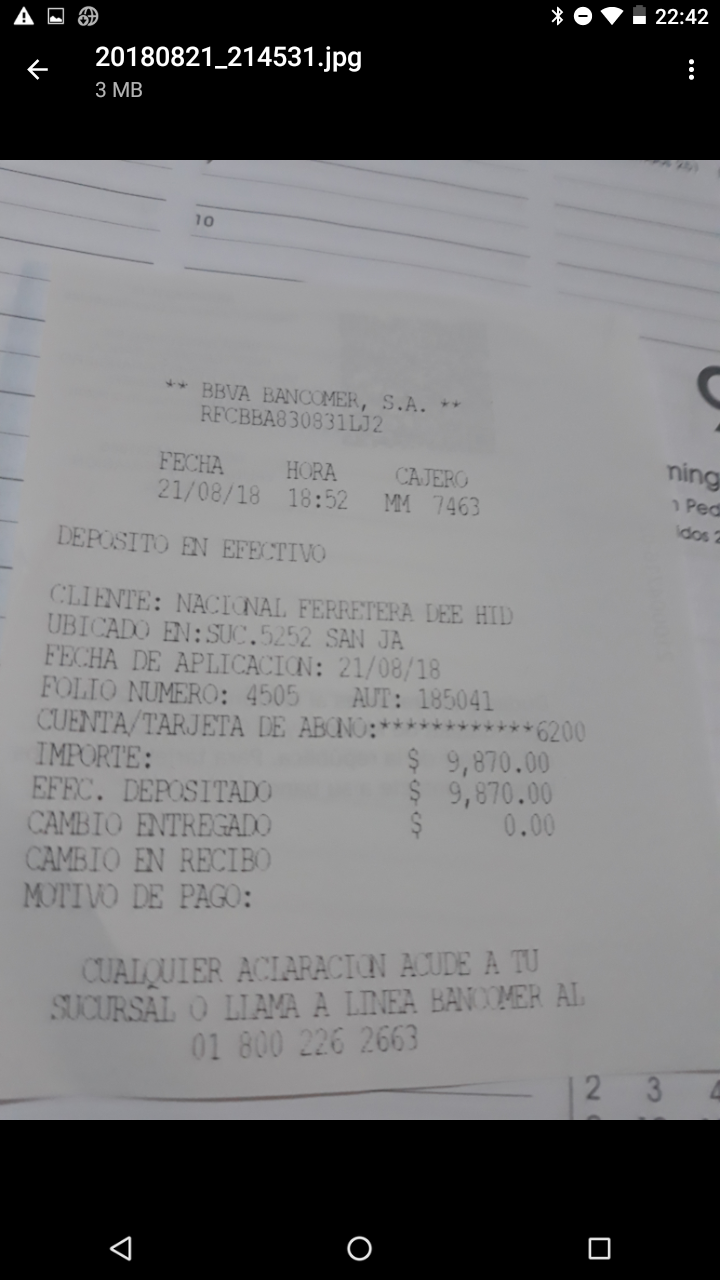 22:42
20180821_214531.jpg
3 MB
10
** BBVA BANCOMER, S.A. **
RFCBBA830831LJ2
FECHA HORA CAJERO
21/08/18 18:52 MM 7463
DEPOSITO EN EFECTIVO
CLIENTE: NACIONAL FERRETERA DEE HID
UBICADO EN:SUC.5252 SAN JA
FECHA DE APLICACION: 21/08/18
FOLIO NUMERO: 4505 AUT: 185041
CUENTA/TARJETA DE ABONO:************6200
IMPORTE: $ 9,870.00
EFEC. DEPOSITADO $ 9,870.00
CAMBIO ENTREGADO $ 0.00
CAMBIO EN RECIBO
MOTIVO DE PAGO:
CUALQUIER ACLARACION ACUDE A TU
SUCURSAL O LLAMA A LINEA BANCOMER AL
01 800 226 2663
2 3 4